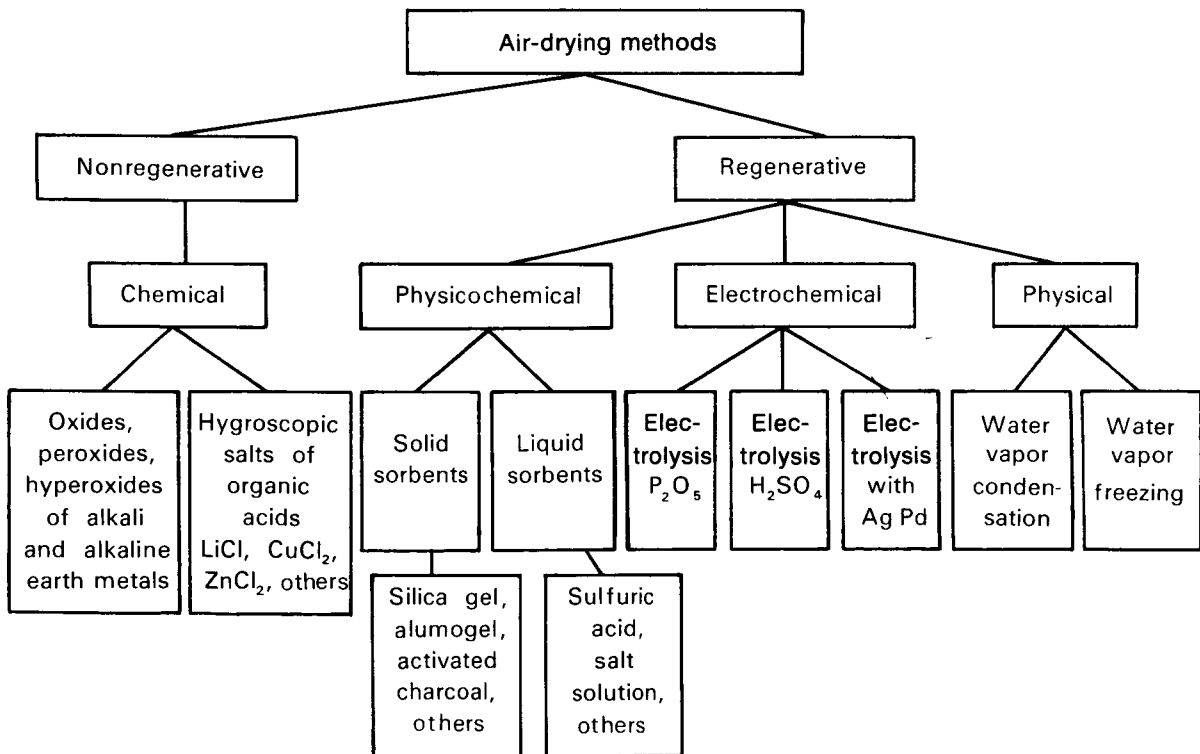 Air-drying methods
Nonregenerative
Regenerative
Chemical
Physicochemical
Electrochemical
Physical
Oxides,
peroxides,
hyperoxides
of alkali
and alkaline
earth metals
Hygroscopic
salts of
organic
acids
LiCl, CuCl₂,
ZnCl₂, others
Solid
sorbents
Liquid
sorbents
Elec-
trolysis
P₂O₅
Elec-
trolysis
H₂SO₄
Elec-
trolysis
with
Ag Pd
Water
vapor
conden-
sation
Water
vapor
freezing
Silica gel,
alumogel,
activated
charcoal,
others
Sulfuric
acid,
salt
solution,
others